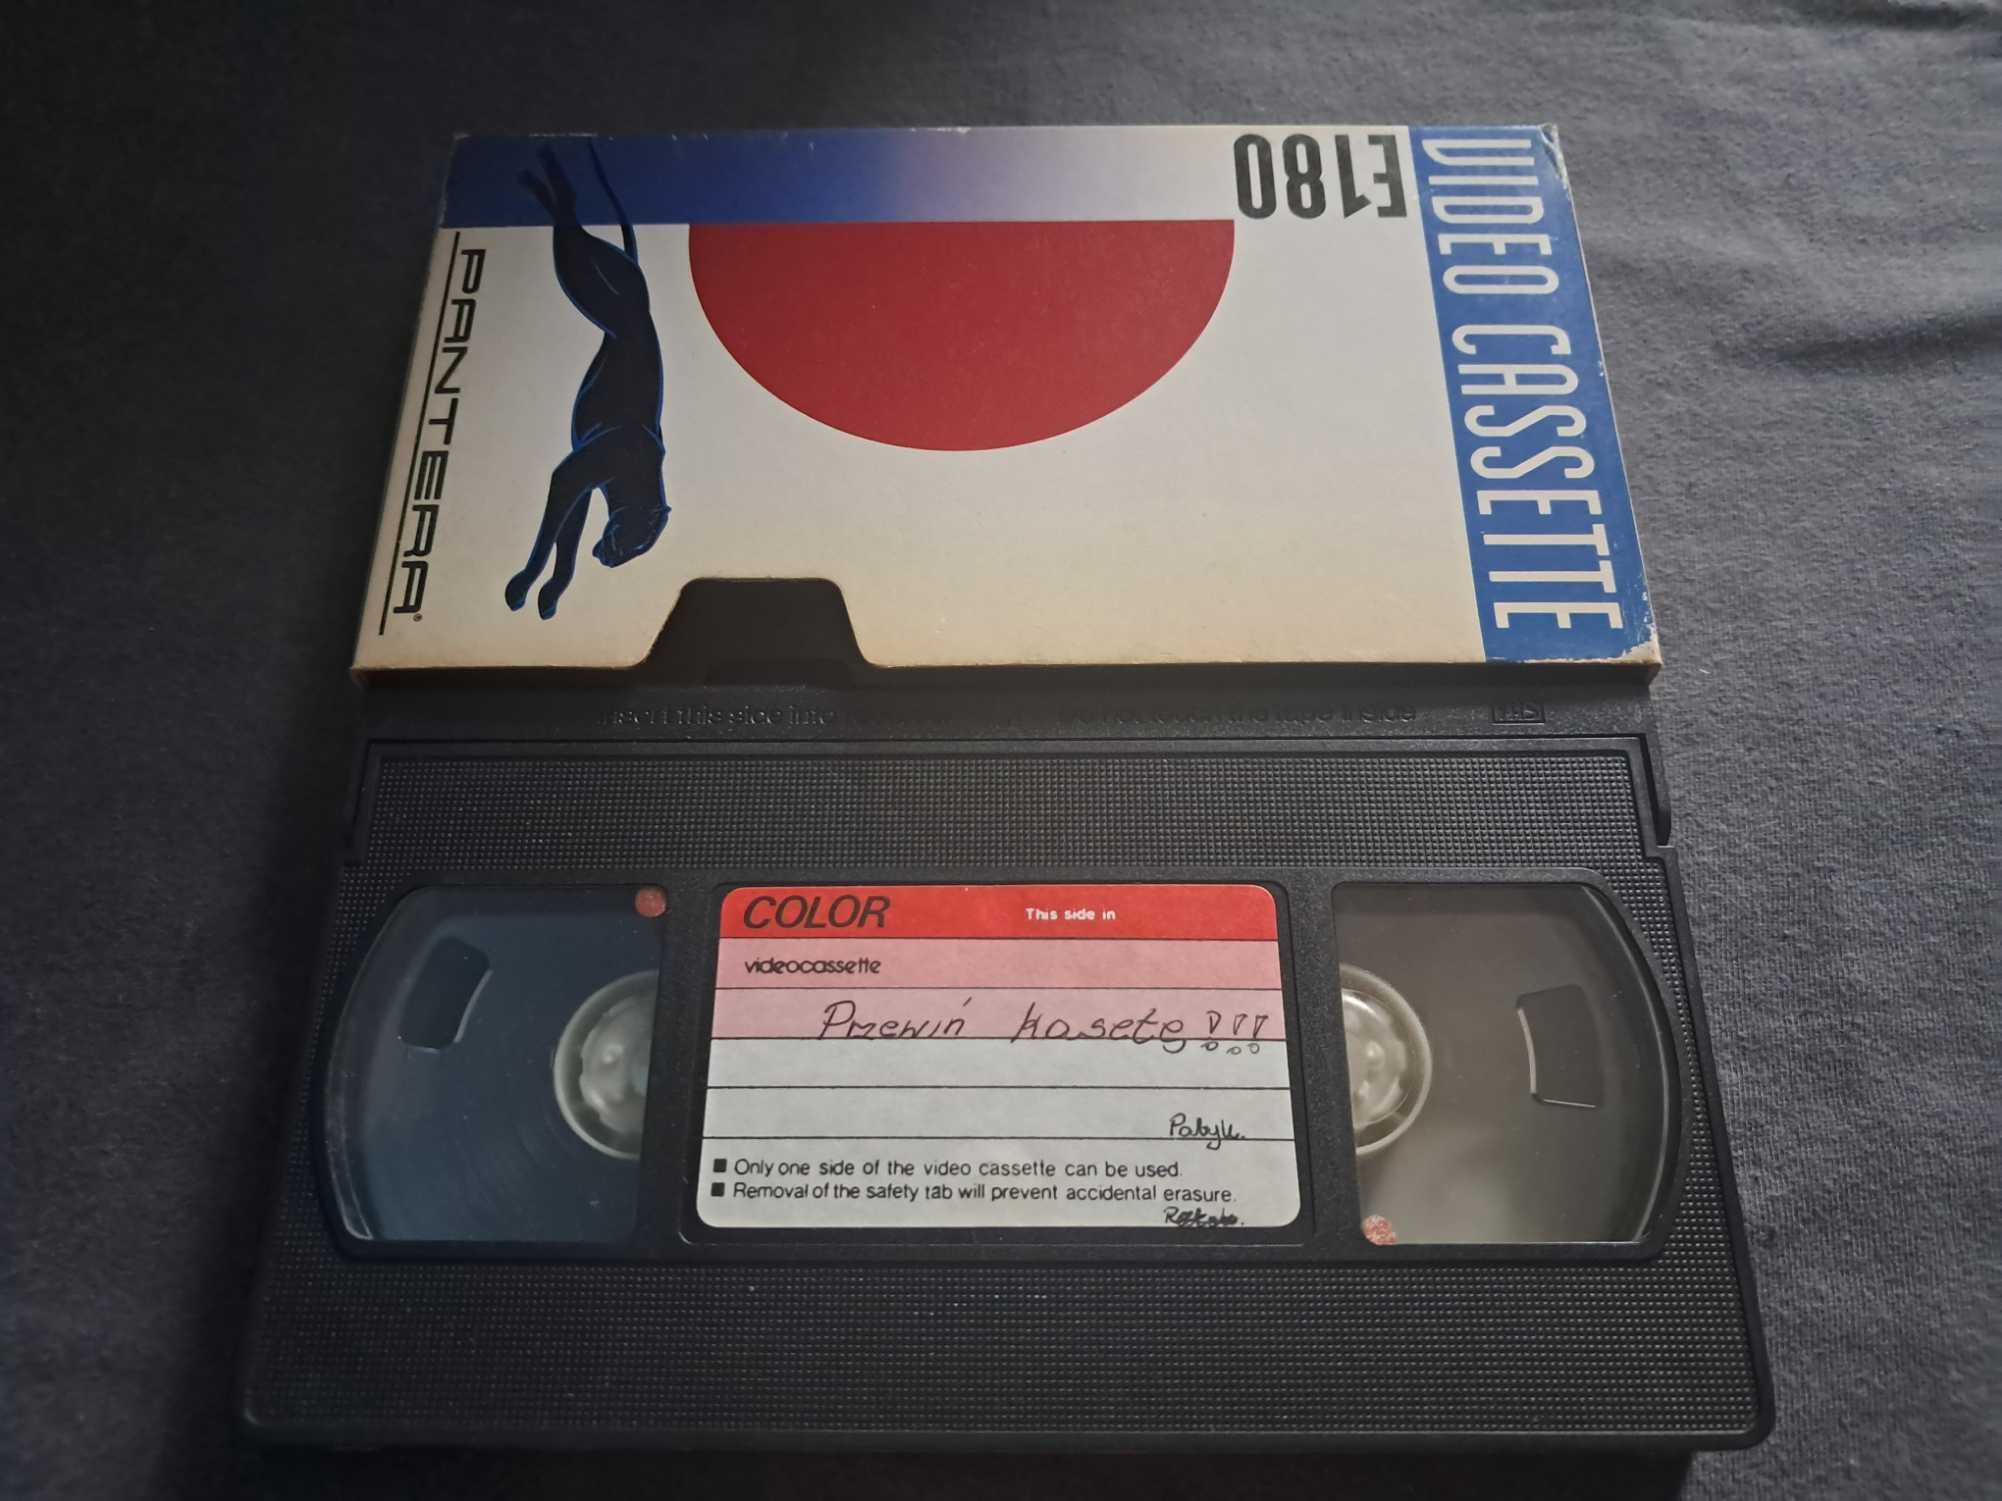 E180
VIDEO CASSETTE
PANTERA®
VHS
COLOR This side in
videocassette
Przewiń kasetę!!!
■ Only one side of the video cassette can be used.
■ Removal of the safety tab will prevent accidental erasure.